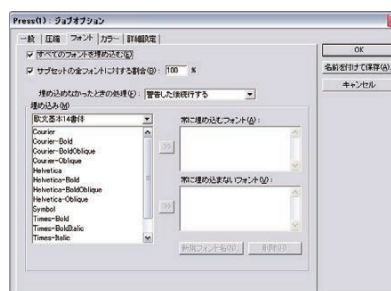 Press(1) : ジョブオプション
一般 圧縮 フォント カラー 詳細設定
すべてのフォントを埋め込む(E)
サブセットの全フォントに対する割合(B): 100 %
埋め込めなかったときの処理(F): 警告した後続行する
埋め込み(M)
欧文基本14書体
Courier
Courier-Bold
Courier-BoldOblique
Courier-Oblique
Helvetica
Helvetica-Bold
Helvetica-BoldOblique
Helvetica-Oblique
Symbol
Times-Bold
Times-BoldItalic
Times-Italic
>>
>>
常に埋め込むフォント(A):
常に埋め込まないフォント(V):
新規フォント名(N)...
削除(R)
OK
名前を付けて保存(A)...
キャンセル